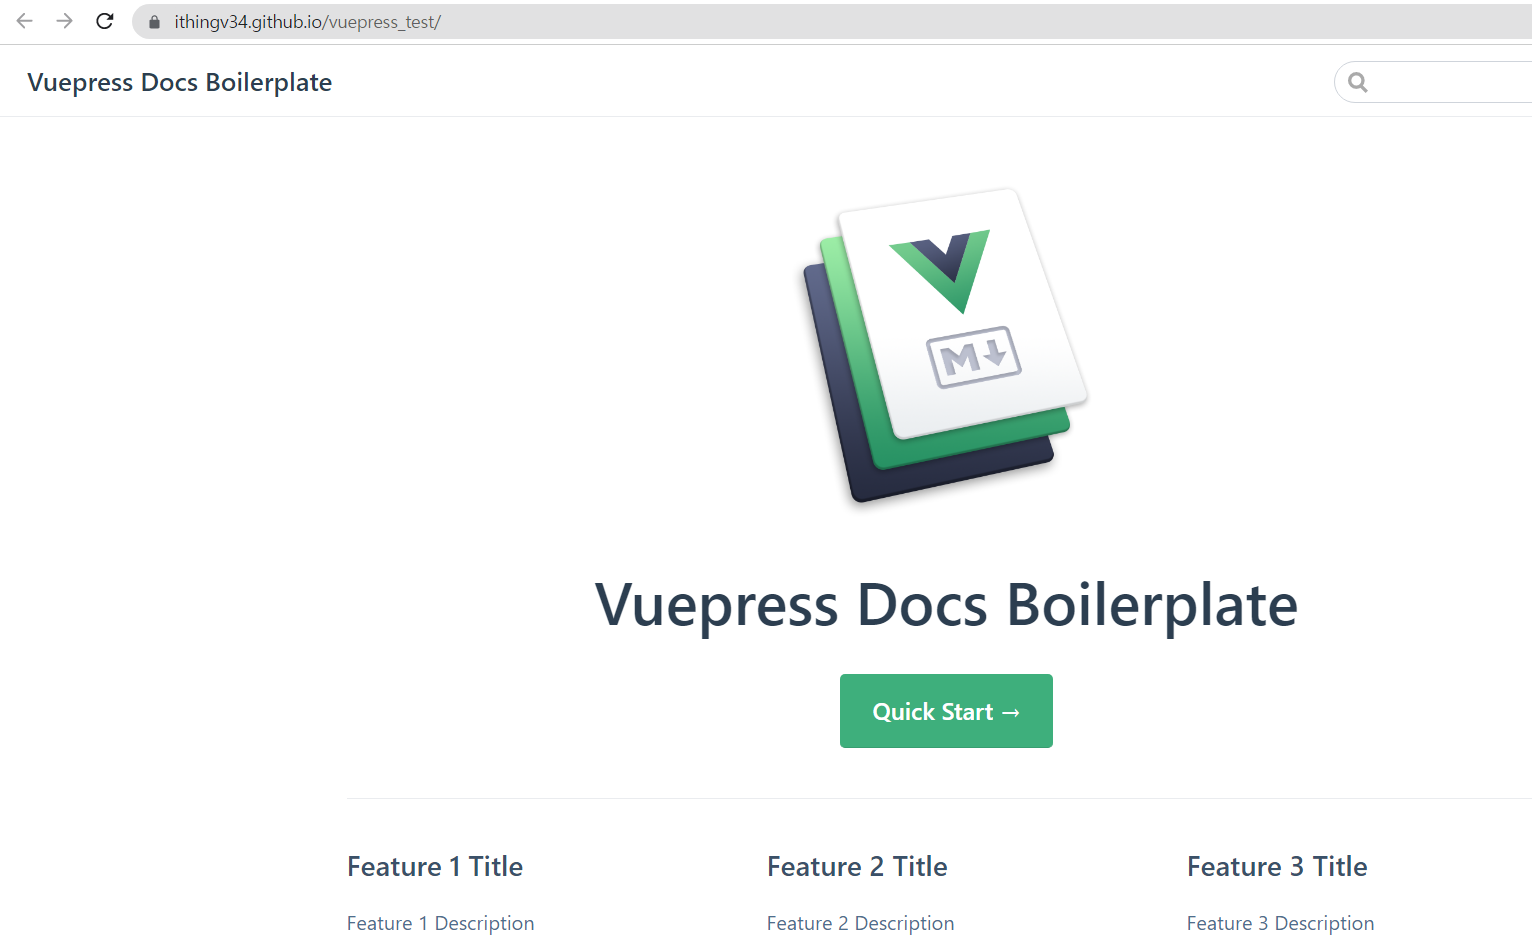 ithingv34.github.io/vuepress_test/
Vuepress Docs Boilerplate
M
Vuepress Docs Boilerplate
Quick Start →
Feature 1 Title
Feature 2 Title
Feature 3 Title
Feature 1 Description
Feature 2 Description
Feature 3 Description